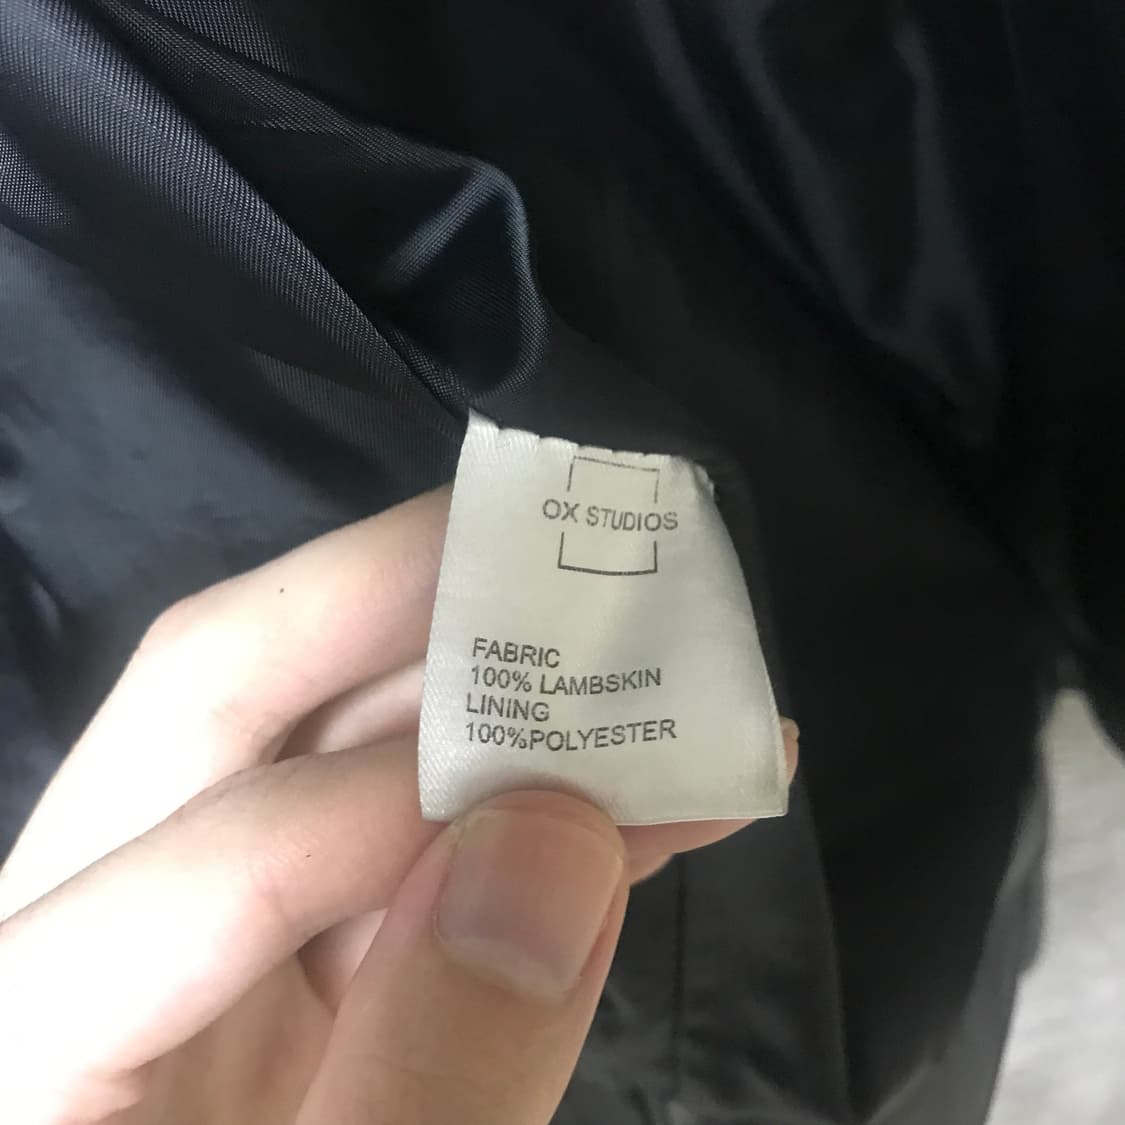 OX STUDIOS
FABRIC
100% LAMBSKIN
LINING
100%POLYESTER